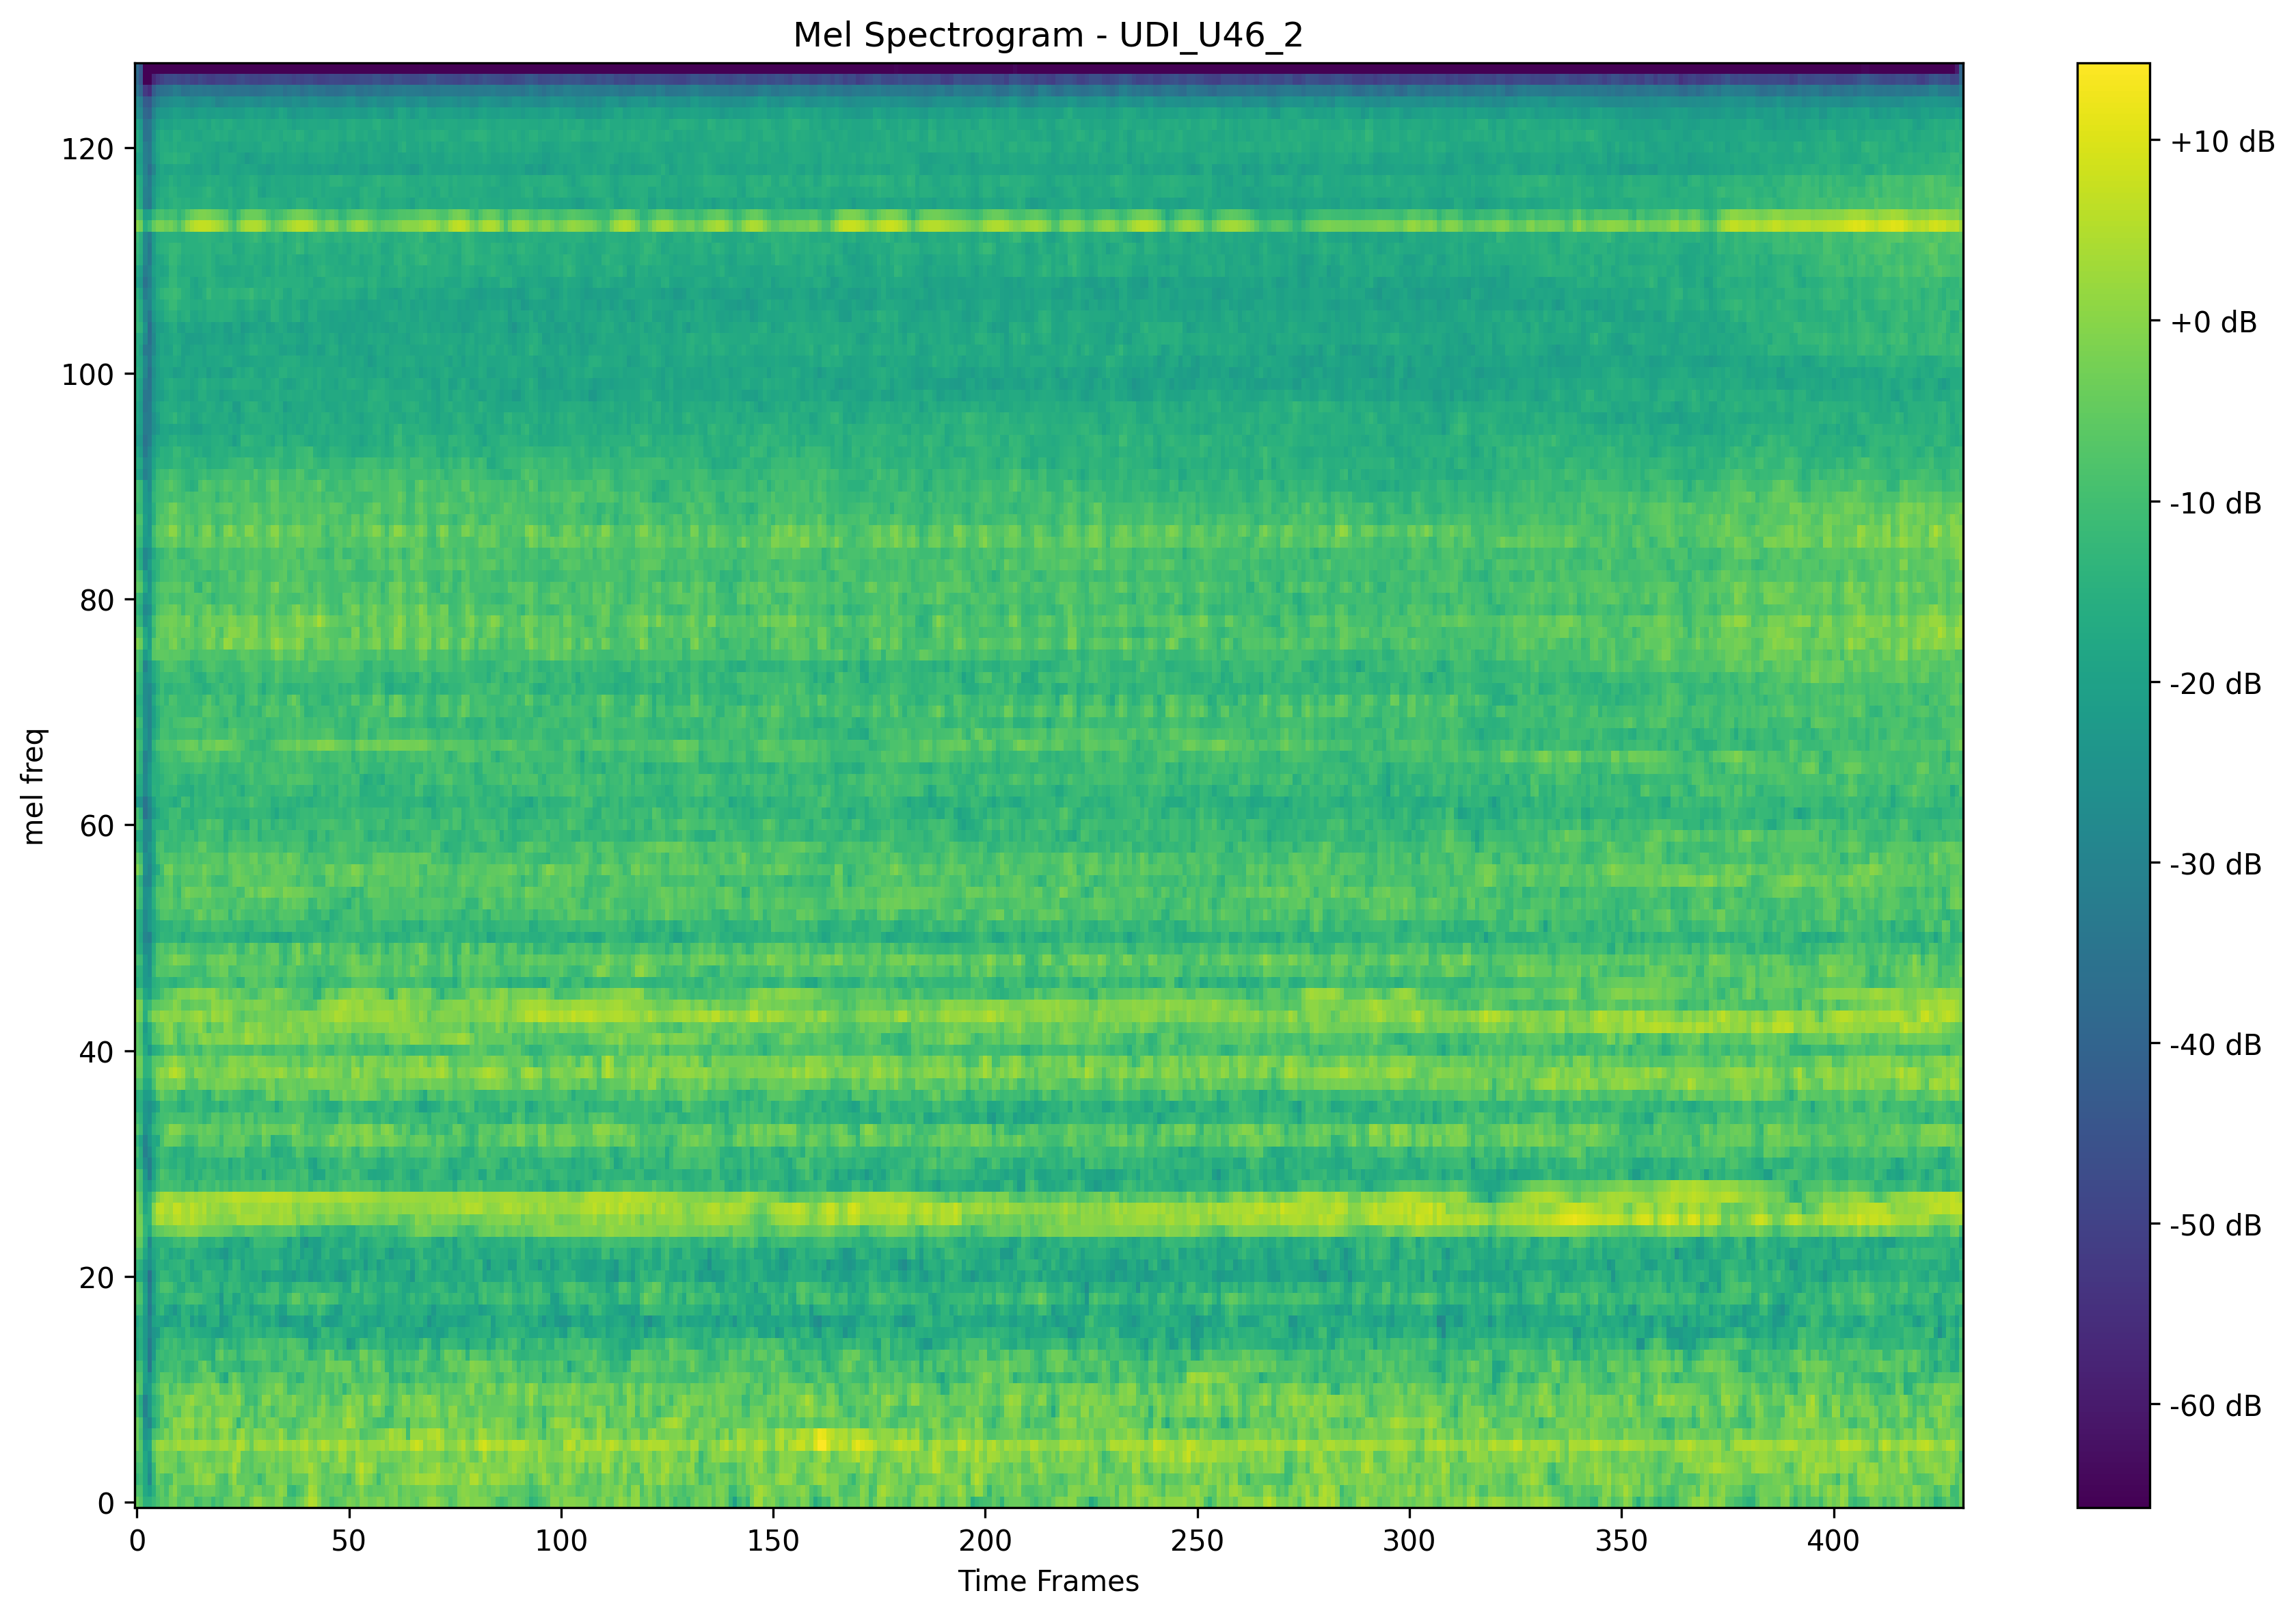 Mel Spectrogram - UDI_U46_2
mel freq
120
100
80
60
40
20
0
0 50 100 150 200 250 300 350 400
Time Frames
+10 dB
+0 dB
-10 dB
-20 dB
-30 dB
-40 dB
-50 dB
-60 dB